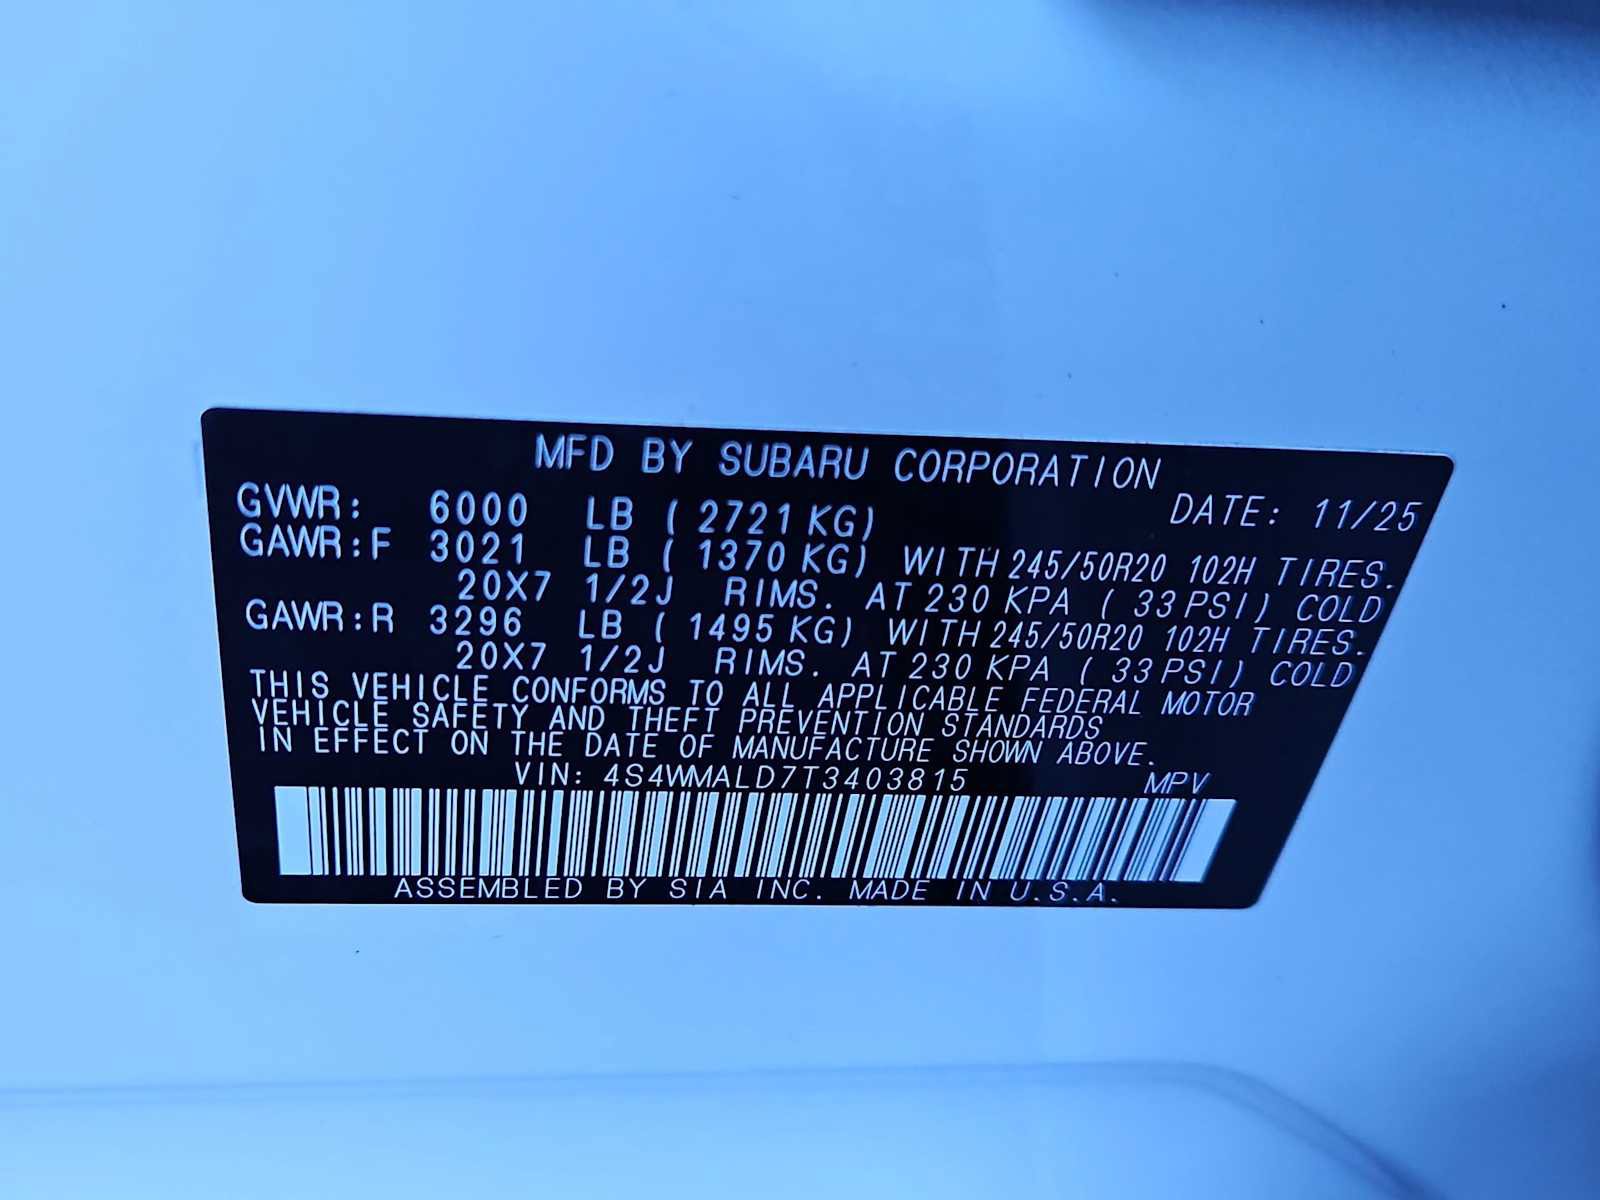 MFD BY SUBARU CORPORATION
DATE: 11/25
GVWR: 6000 LB (2721 KG)
GAWR:F 3021 LB (1370 KG) WITH 245/50R20 102H TIRES.
20X7 1/2J RIMS. AT 230 KPA (33 PSI) COLD
GAWR:R 3296 LB (1495 KG) WITH 245/50R20 102H TIRES.
20X7 1/2J RIMS. AT 230 KPA (33 PSI) COLD
THIS VEHICLE CONFORMS TO ALL APPLICABLE FEDERAL MOTOR
VEHICLE SAFETY AND THEFT PREVENTION STANDARDS
IN EFFECT ON THE DATE OF MANUFACTURE SHOWN ABOVE.
VIN: 4S4WMALD7T3403815 MPV
ASSEMBLED BY SIA INC. MADE IN U.S.A.